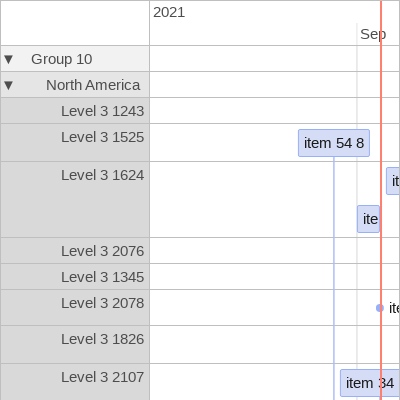 2021
Sep
Group 10
North America
Level 3 1243
Level 3 1525
item 54 8
Level 3 1624
it
ite
Level 3 2076
Level 3 1345
Level 3 2078
ite
Level 3 1826
Level 3 2107
item 34